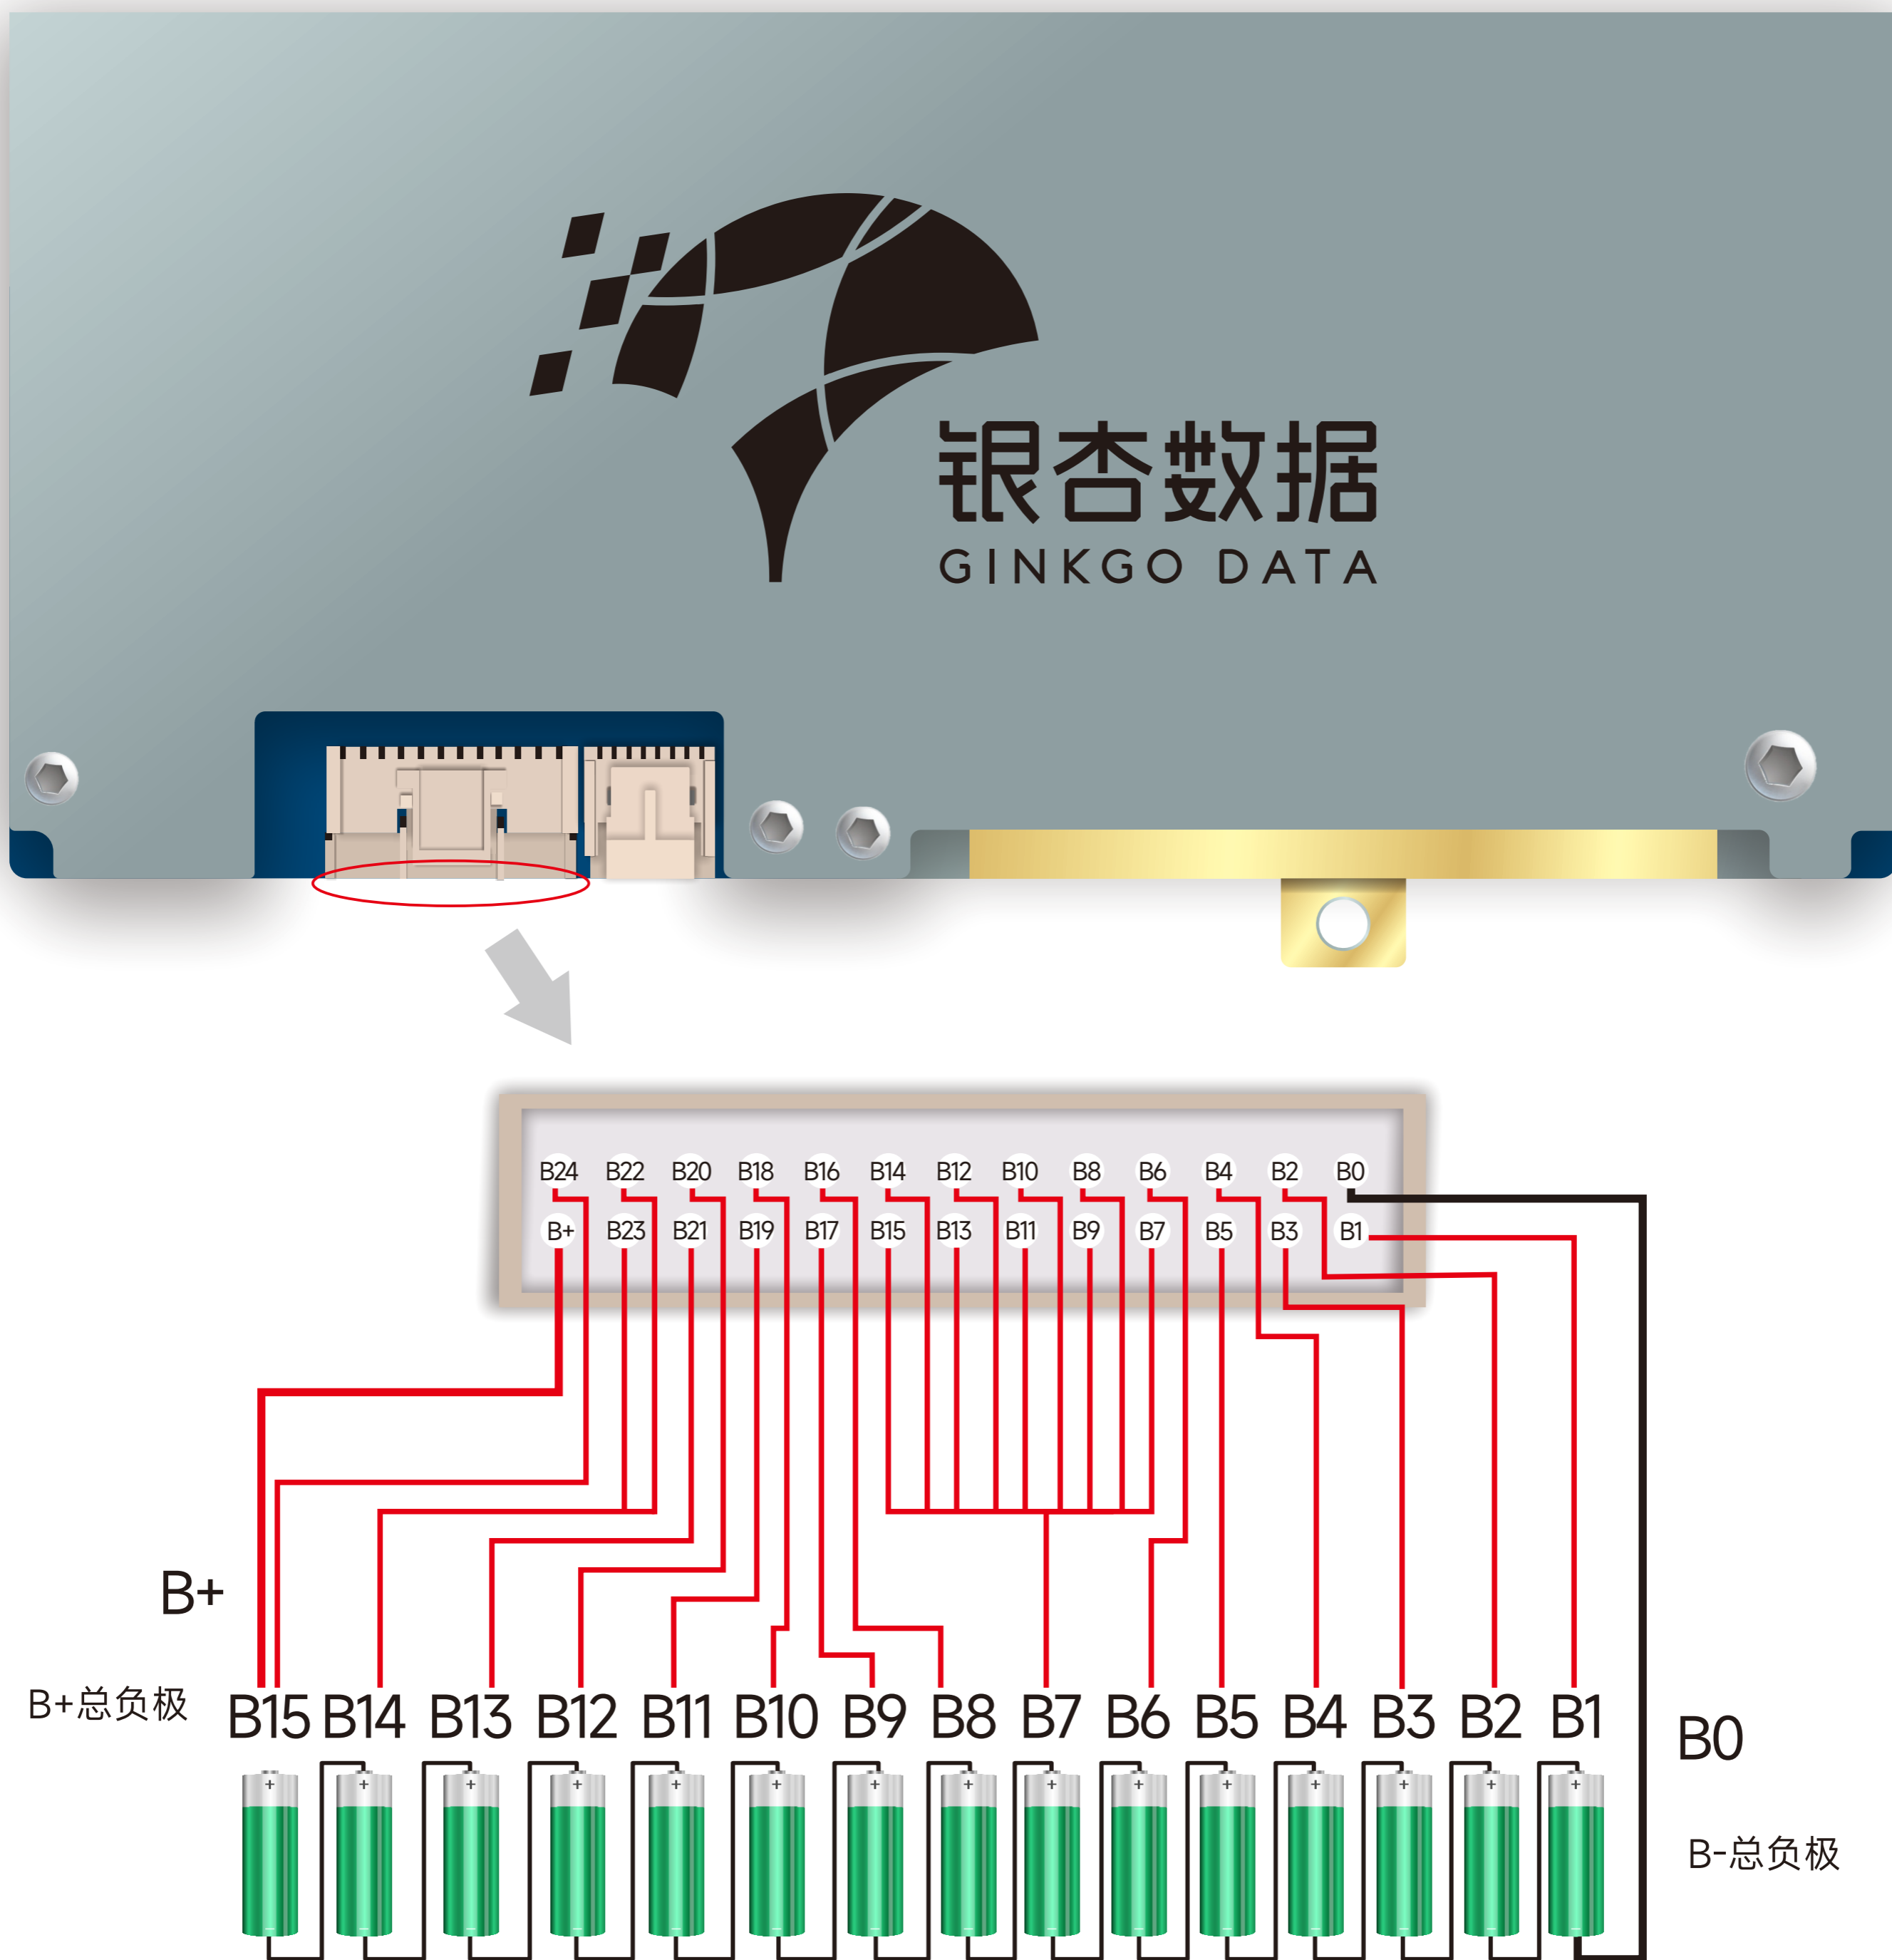 银杏数据
GINKGO DATA
B24 B22 B20 B18 B16 B14 B12 B10 B8 B6 B4 B2 B0
B+ B23 B21 B19 B17 B15 B13 B11 B9 B7 B5 B3 B1
B+
B+总负极
B15 B14 B13 B12 B11 B10 B9 B8 B7 B6 B5 B4 B3 B2 B1
B0
+ + + + + + + + + + + + + + +
B-总负极